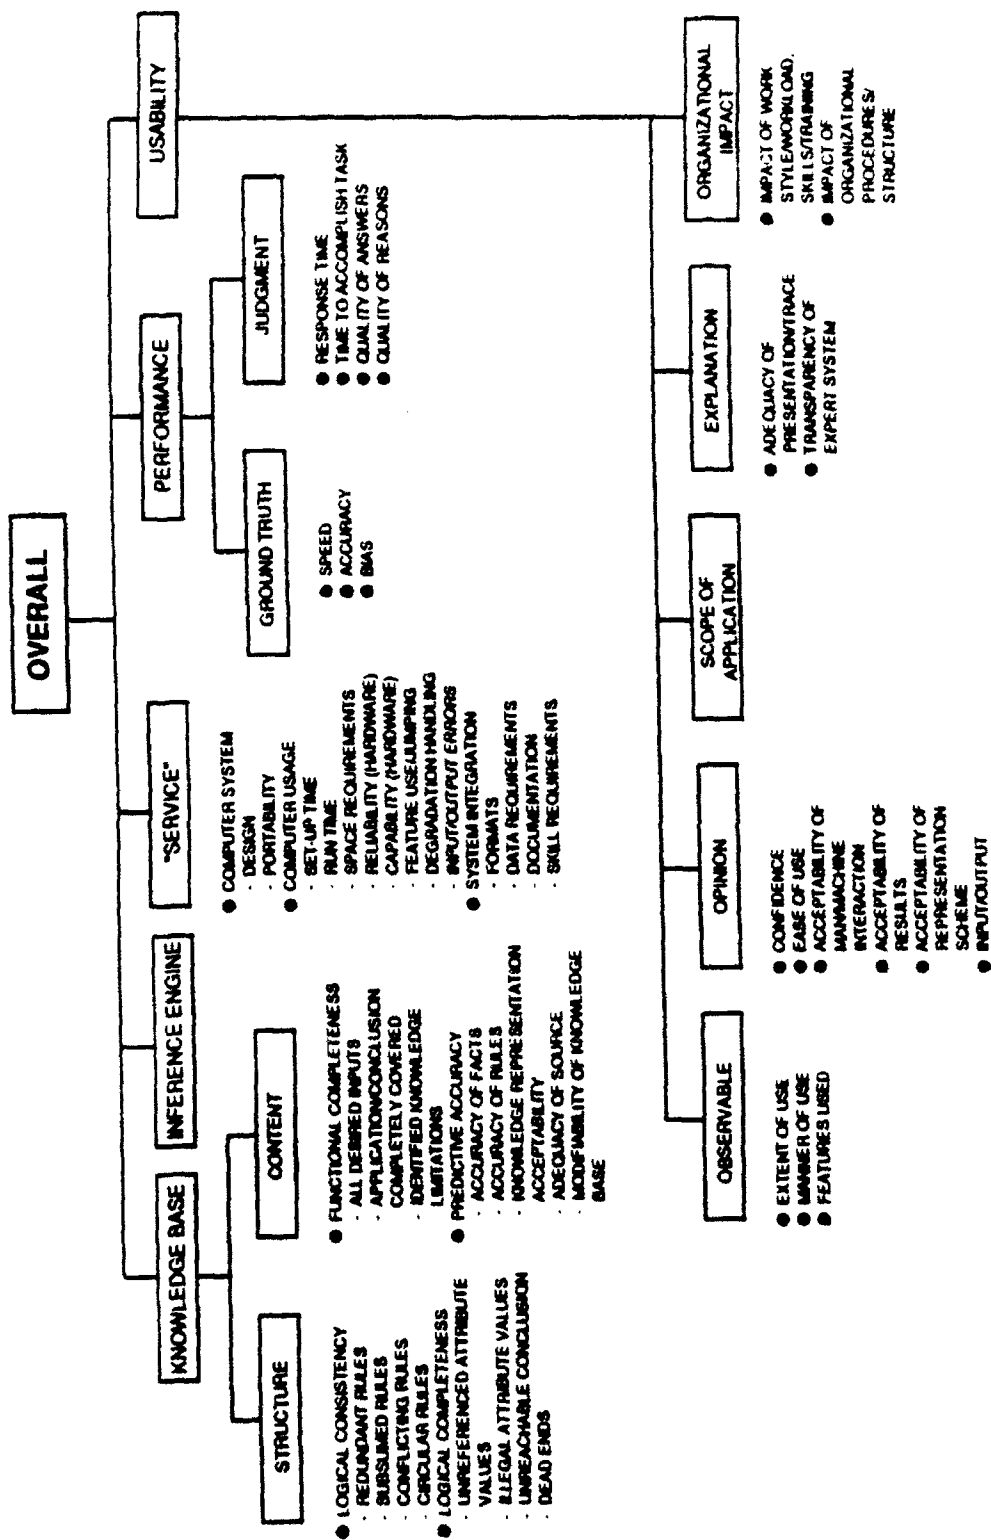 OVERALL
KNOWLEDGE BASE
INFERENCE ENGINE
"SERVICE"
PERFORMANCE
USABILITY
STRUCTURE
● LOGICAL CONSISTENCY
- REDUNDANT RULES
- SUBSUMED RULES
- CONFLICTING RULES
- CIRCULAR RULES
● LOGICAL COMPLETENESS
- UNREFERENCED ATTRIBUTE
VALUES
- ILLEGAL ATTRIBUTE VALUES
- UNREACHABLE CONCLUSION
- DEAD ENDS
CONTENT
● FUNCTIONAL COMPLETENESS
- ALL DESIRED INPUTS
- APPLICATION/CONCLUSION
COMPLETELY COVERED
- IDENTIFIED KNOWLEDGE
LIMITATIONS
● PREDICTIVE ACCURACY
- ACCURACY OF FACTS
- ACCURACY OF RULES
- KNOWLEDGE REPRESENTATION
ACCEPTABILITY
- ADEQUACY OF SOURCE
- MODIFIABILITY OF KNOWLEDGE
BASE
● COMPUTER SYSTEM
- DESIGN
- PORTABILITY
● COMPUTER USAGE
- SET-UP TIME
- RUN TIME
- SPACE REQUIREMENTS
- RELIABILITY (HARDWARE)
- CAPABILITY (HARDWARE)
- FEATURE USE/JUMPING
- DEGRADATION HANDLING
- INPUT/OUTPUT ERRORS
● SYSTEM INTEGRATION
- FORMATS
- DATA REQUIREMENTS
- DOCUMENTATION
- SKILL REQUIREMENTS
GROUND TRUTH
● SPEED
● ACCURACY
● BIAS
JUDGMENT
● RESPONSE TIME
● TIME TO ACCOMPLISH TASK
● QUALITY OF ANSWERS
● QUALITY OF REASONS
OBSERVABLE
● EXTENT OF USE
● MANNER OF USE
● FEATURES USED
OPINION
● CONFIDENCE
● EASE OF USE
● ACCEPTABILITY OF
MAN/MACHINE
INTERACTION
● ACCEPTABILITY OF
RESULTS
● ACCEPTABILITY OF
REPRESENTATION
SCHEME
● INPUT/OUTPUT
SCOPE OF
APPLICATION
EXPLANATION
● ADEQUACY OF
PRESENTATION/TRACE
● TRANSPARENCY OF
EXPERT SYSTEM
ORGANIZATIONAL
IMPACT
● IMPACT OF WORK
STYLE/WORKLOAD,
SKILLS/TRAINING
● IMPACT OF
ORGANIZATIONAL
PROCEDURES/
STRUCTURE